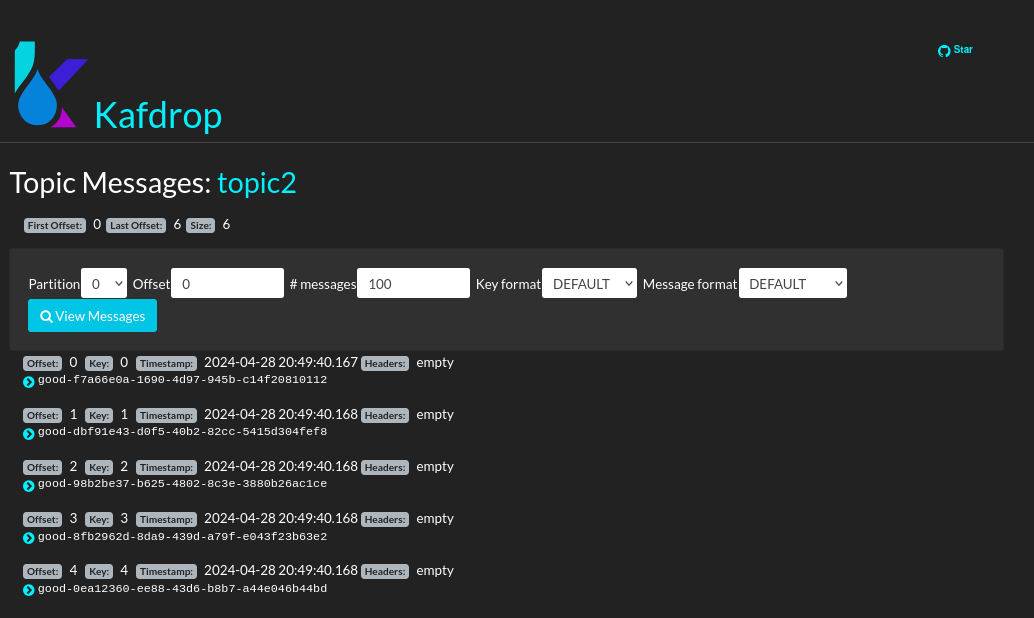 Star
Kafdrop
Topic Messages: topic2
First Offset: 0 Last Offset: 6 Size: 6
Partition 0 Offset 0 # messages 100 Key format DEFAULT Message format DEFAULT
View Messages
Offset: 0 Key: 0 Timestamp: 2024-04-28 20:49:40.167 Headers: empty
good-f7a66e0a-1690-4d97-945b-c14f20810112
Offset: 1 Key: 1 Timestamp: 2024-04-28 20:49:40.168 Headers: empty
good-dbf91e43-d0f5-40b2-82cc-5415d304fef8
Offset: 2 Key: 2 Timestamp: 2024-04-28 20:49:40.168 Headers: empty
good-98b2be37-b625-4802-8c3e-3880b26ac1ce
Offset: 3 Key: 3 Timestamp: 2024-04-28 20:49:40.168 Headers: empty
good-8fb2962d-8da9-439d-a79f-e043f23b63e2
Offset: 4 Key: 4 Timestamp: 2024-04-28 20:49:40.168 Headers: empty
good-0ea12360-ee88-43d6-b8b7-a44e046b44bd